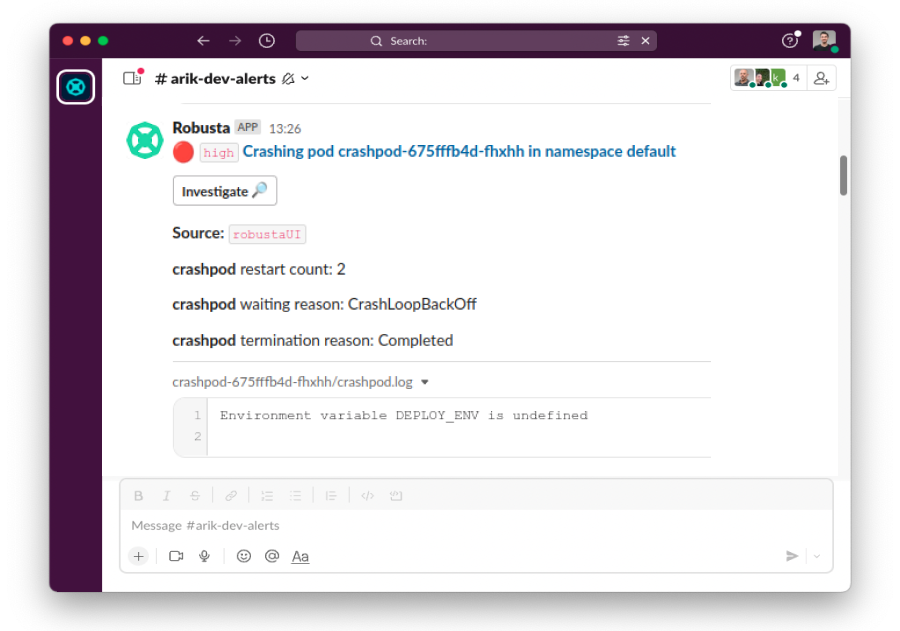 Search:
# arik-dev-alerts
4
Robusta APP 13:26
high Crashing pod crashpod-675fffb4d-fhxhh in namespace default
Investigate
Source: robustaUI
crashpod restart count: 2
crashpod waiting reason: CrashLoopBackOff
crashpod termination reason: Completed
crashpod-675fffb4d-fhxhh/crashpod.log
1 Environment variable DEPLOY_ENV is undefined
2
Message #arik-dev-alerts
Aa